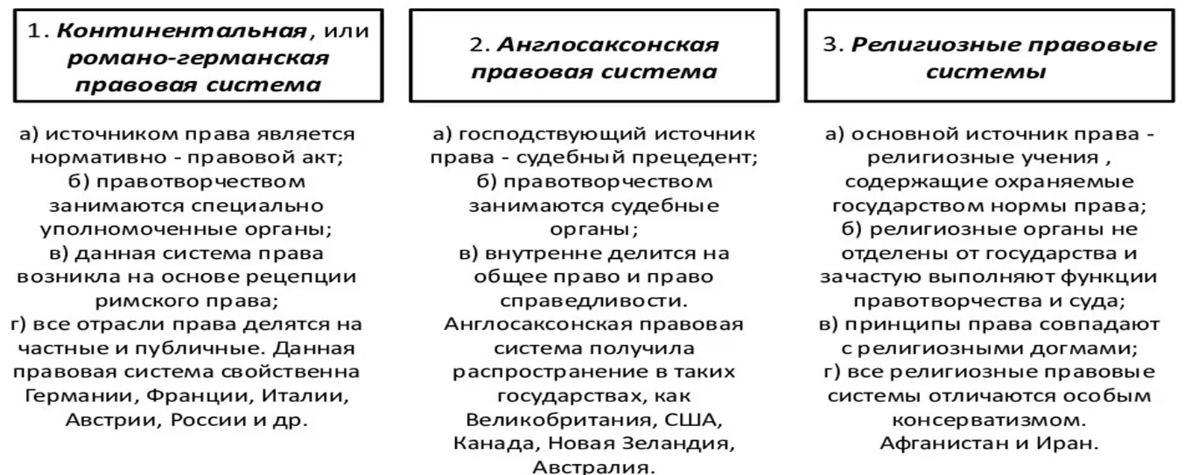 1. Континентальная, или
романо-германская
правовая система
а) источником права является
нормативно - правовой акт;
б) правотворчеством
занимаются специально
уполномоченные органы;
в) данная система права
возникла на основе рецепции
римского права;
г) все отрасли права делятся на
частные и публичные. Данная
правовая система свойственна
Германии, Франции, Италии,
Австрии, России и др.
2. Англосаксонская
правовая система
а) господствующий источник
права - судебный прецедент;
б) правотворчеством
занимаются судебные
органы;
в) внутренне делится на
общее право и право
справедливости.
Англосаксонская правовая
система получила
распространение в таких
государствах, как
Великобритания, США,
Канада, Новая Зеландия,
Австралия.
3. Религиозные правовые
системы
а) основной источник права -
религиозные учения ,
содержащие охраняемые
государством нормы права;
б) религиозные органы не
отделены от государства и
зачастую выполняют функции
правотворчества и суда;
в) принципы права совпадают
с религиозными догмами;
г) все религиозные правовые
системы отличаются особым
консерватизмом.
Афганистан и Иран.